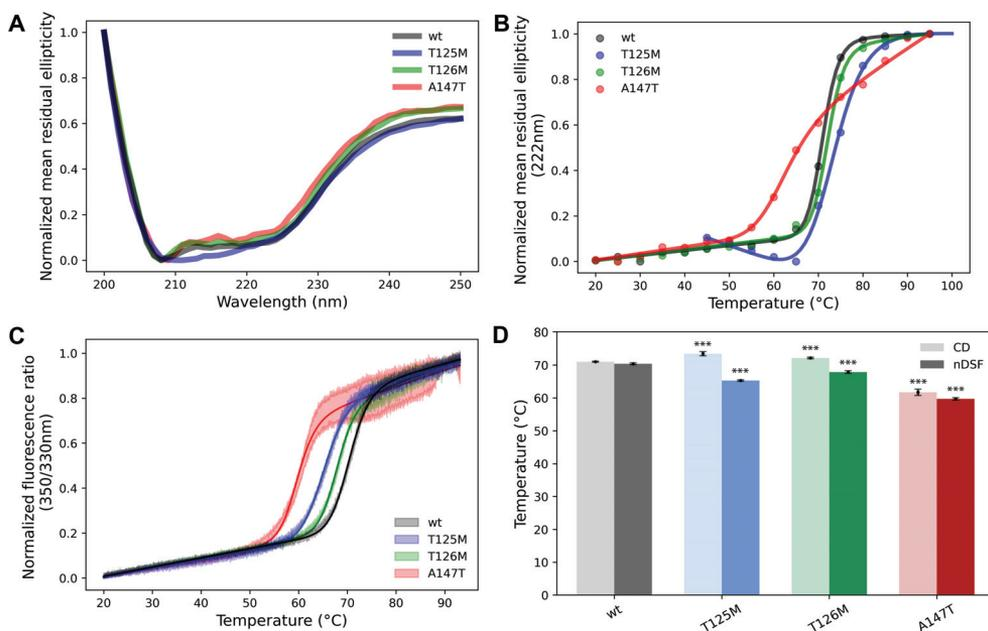 A
Normalized mean residual ellipticity
1.0
0.8
0.6
0.4
0.2
0.0
wt
T125M
T126M
A147T
200
210
220
230
240
250
Wavelength (nm)
B
Normalized mean residual ellipticity
(222nm)
1.0
0.8
0.6
0.4
0.2
0.0
wt
T125M
T126M
A147T
20
30
40
50
60
70
80
90
100
Temperature (°C)
C
Normalized fluorescence ratio
(350/330nm)
1.0
0.8
0.6
0.4
0.2
0.0
wt
T125M
T126M
A147T
20
30
40
50
60
70
80
90
Temperature (°C)
D
Temperature (°C)
80
70
60
50
40
30
20
10
0
***
***
***
***
***
***
CD
nDSF
wt
T125M
T126M
A147T